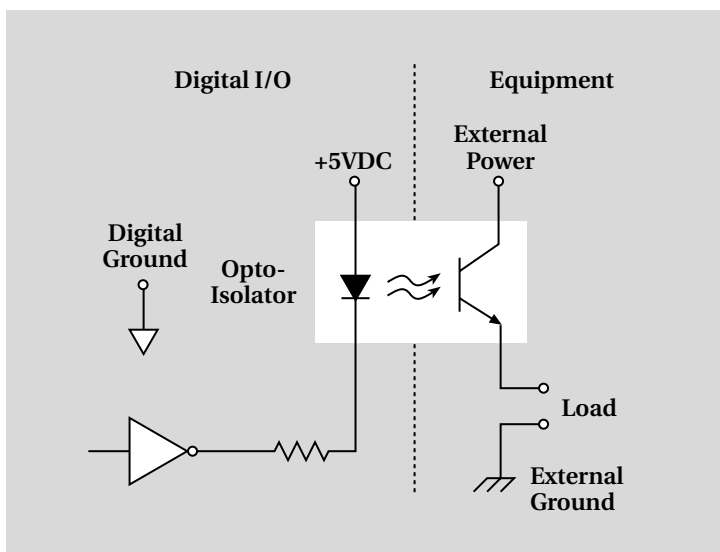 Digital I/O
Equipment
+5VDC
External
Power
Digital
Ground
Opto-
Isolator
Load
External
Ground